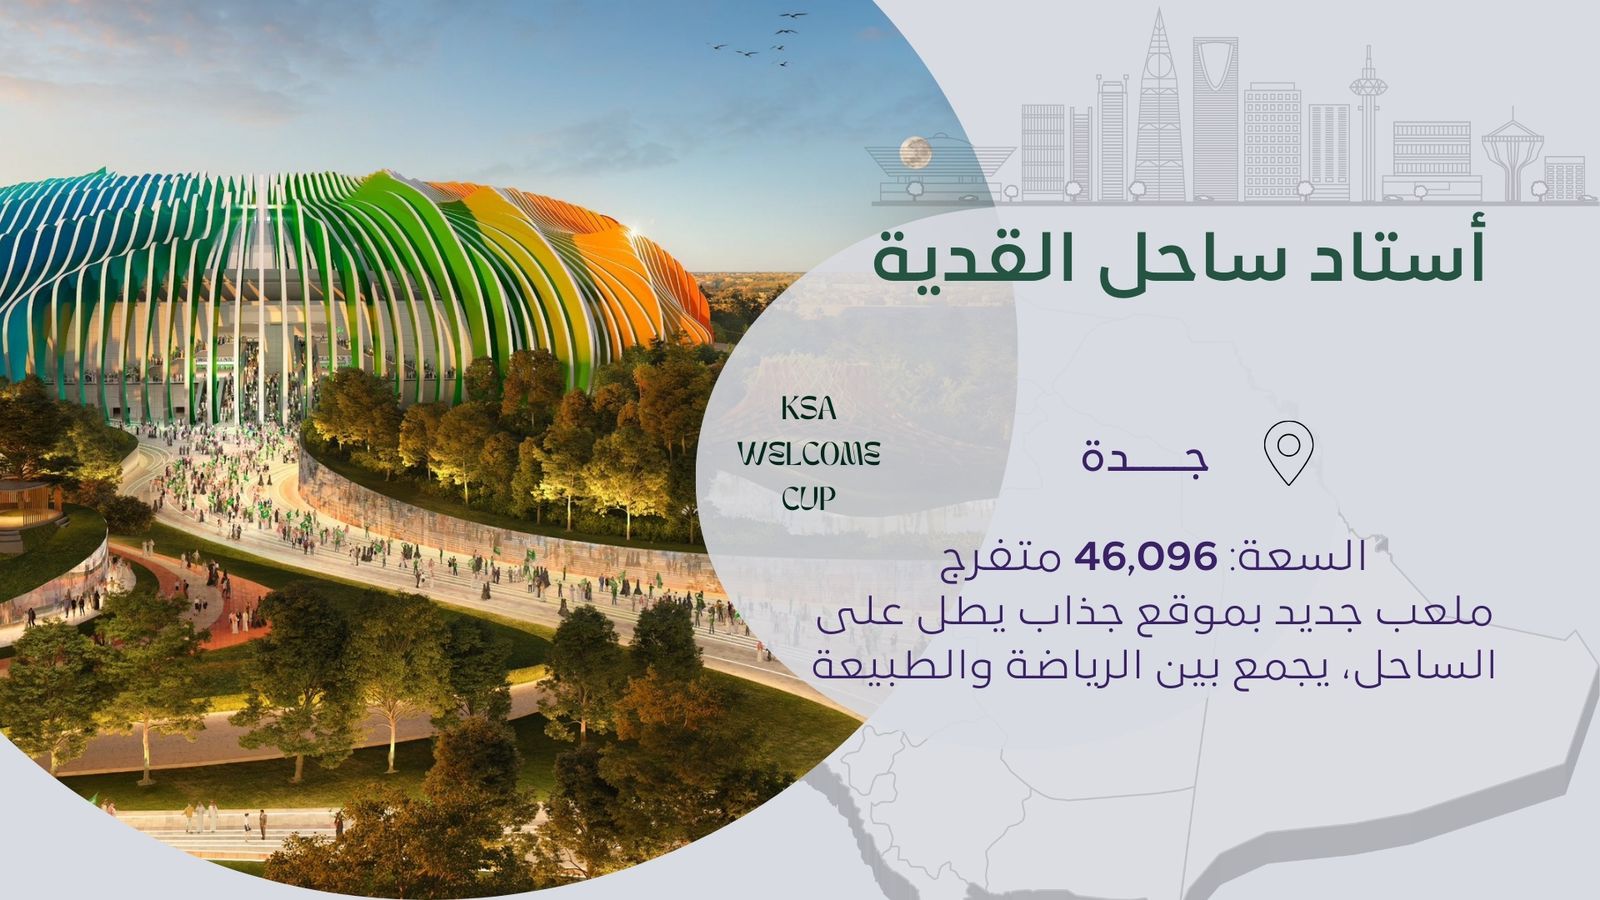 أستاد ساحل القدية
KSA
WELCOME
CUP
جـــدة
السعة: 46,096 متفرج
ملعب جديد بموقع جذاب يطل على
الساحل، يجمع بين الرياضة والطبيعة